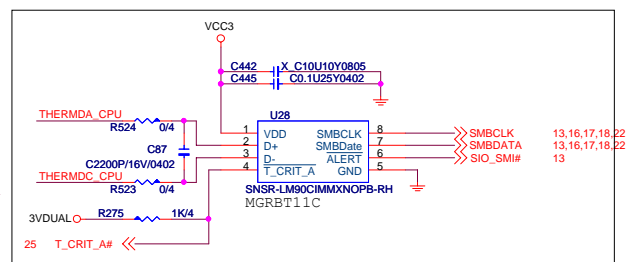 VCC3
C442 X_C10U10Y0805
C445 C0.1U25Y0402
THERMDA_CPU
R524 0/4
C87
C2200P/16V/0402
THERMDC_CPU
R523 0/4
U28
1 VDD SMBCLK 8 SMBCLK 13,16,17,18,22
2 D+ SMBDate 7 SMBDATA 13,16,17,18,22
3 D- ALERT 6 SIO_SMI# 13
4 T_CRIT_A GND 5
SNSR-LM90CIMMXNOPB-RH
MGRBT11C
3VDUAL R275 1K/4
25 T_CRIT_A#